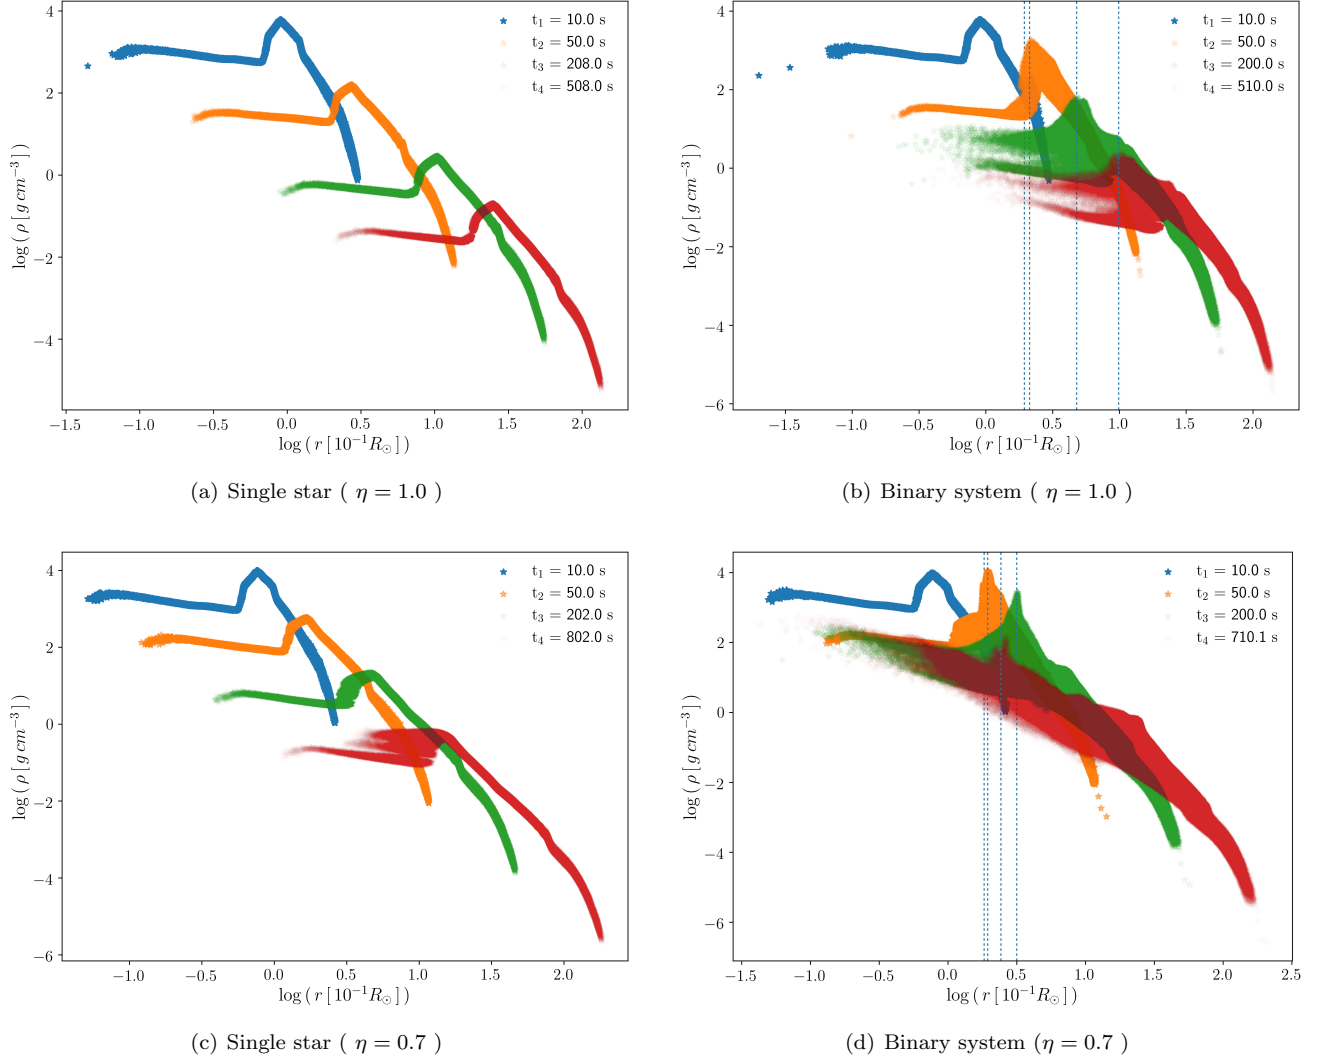 t₁ = 10.0 s
t₂ = 50.0 s
t₃ = 208.0 s
t₄ = 508.0 s
4
2
0
−2
−4
log ( ρ [ g cm⁻³ ])
−1.5 −1.0 −0.5 0.0 0.5 1.0 1.5 2.0
log ( r [ 10⁻¹R⊙ ] )
(a) Single star ( η = 1.0 )
t₁ = 10.0 s
t₂ = 50.0 s
t₃ = 200.0 s
t₄ = 510.0 s
4
2
0
−2
−4
−6
log ( ρ [ g cm⁻³ ])
−1.5 −1.0 −0.5 0.0 0.5 1.0 1.5 2.0
log ( r [ 10⁻¹R⊙ ] )
(b) Binary system ( η = 1.0 )
t₁ = 10.0 s
t₂ = 50.0 s
t₃ = 202.0 s
t₄ = 802.0 s
4
2
0
−2
−4
−6
log ( ρ [ g cm⁻³ ])
−1.0 −0.5 0.0 0.5 1.0 1.5 2.0
log ( r [ 10⁻¹R⊙ ] )
(c) Single star ( η = 0.7 )
t₁ = 10.0 s
t₂ = 50.0 s
t₃ = 200.0 s
t₄ = 710.1 s
4
2
0
−2
−4
−6
log ( ρ [ g cm⁻³ ])
−1.5 −1.0 −0.5 0.0 0.5 1.0 1.5 2.0 2.5
log ( r [ 10⁻¹R⊙ ] )
(d) Binary system (η = 0.7 )